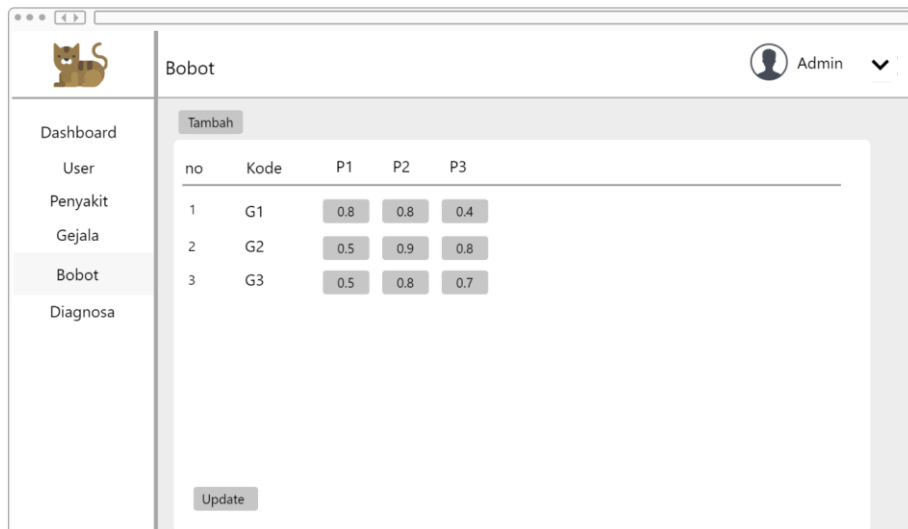 Bobot
Admin
Dashboard
User
Penyakit
Gejala
Bobot
Diagnosa
Tambah
no Kode P1 P2 P3
1 G1 0.8 0.8 0.4
2 G2 0.5 0.9 0.8
3 G3 0.5 0.8 0.7
Update